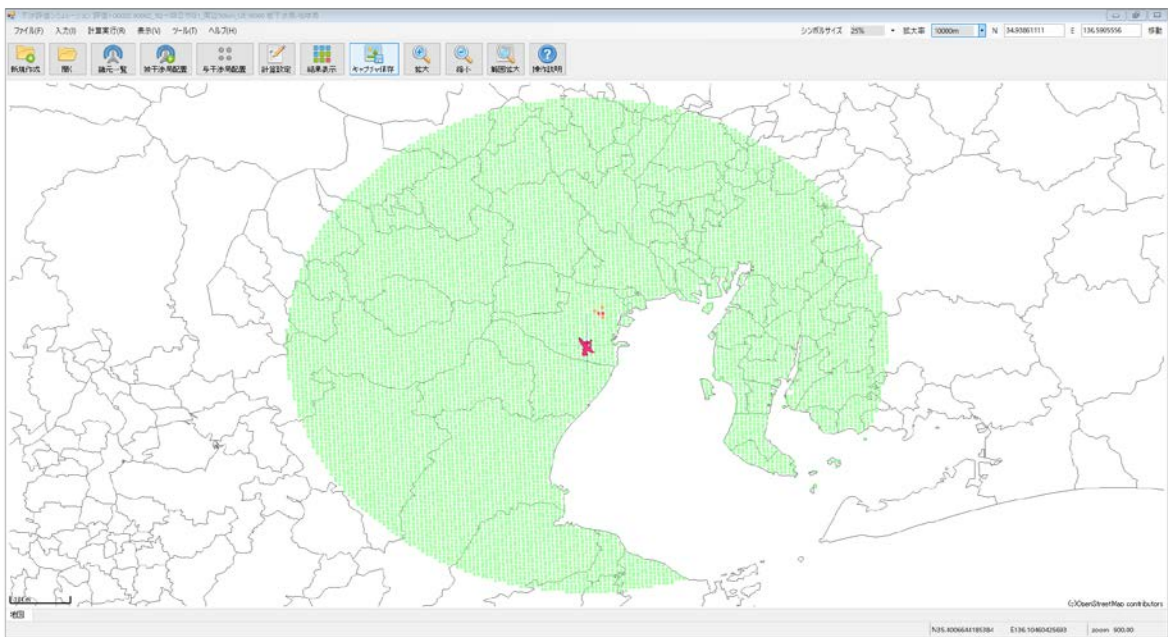 ファイル(F) 入力(I) 計算実行(R) 表示(V) ツール(T) ヘルプ(H) シンボルサイズ 25% 拡大率 10000m N 34.93861111 E 136.5905556 移動
新規作成 開く 諸元一覧 被干渉局配置 与干渉局配置 計算設定 結果表示 キャプチャ保存 拡大 縮小 範囲拡大 操作説明
(c)OpenStreetMap contributors
地図
N35.4006644185384 E136.10460425683 zoom 900.00